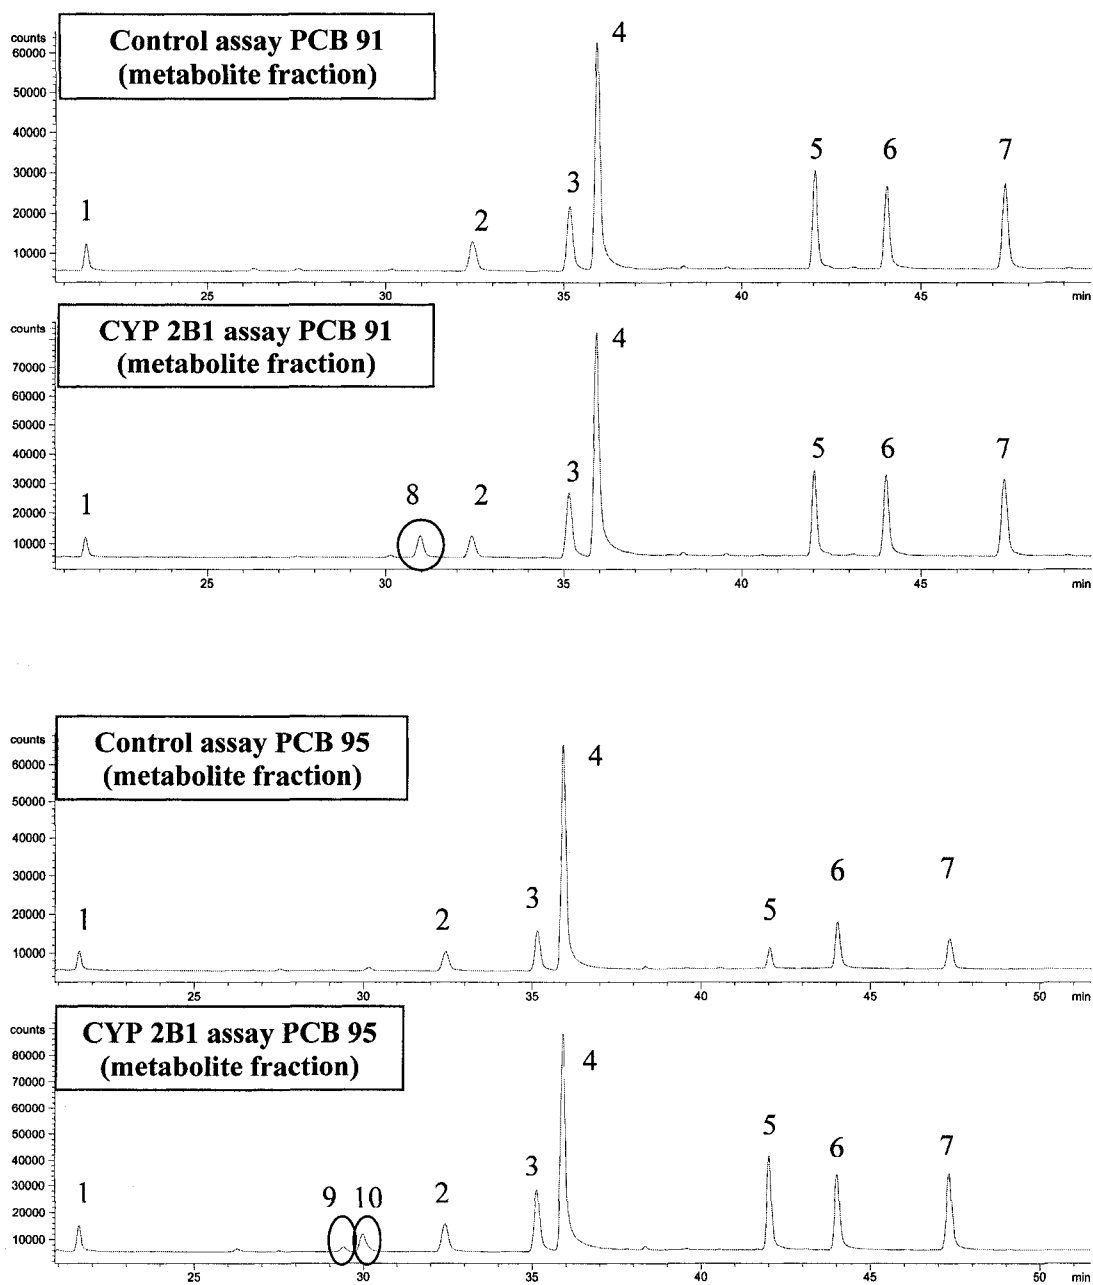 Control assay PCB 91
(metabolite fraction)
counts
60000
50000
40000
30000
20000
10000
1 2 3 4 5 6 7
25 30 35 40 45 min
CYP 2B1 assay PCB 91
(metabolite fraction)
counts
70000
60000
50000
40000
30000
20000
10000
1 8 2 3 4 5 6 7
25 30 35 40 45 min
Control assay PCB 95
(metabolite fraction)
counts
60000
50000
40000
30000
20000
10000
1 2 3 4 5 6 7
25 30 35 40 45 50 min
CYP 2B1 assay PCB 95
(metabolite fraction)
counts
80000
70000
60000
50000
40000
30000
20000
10000
1 9 10 2 3 4 5 6 7
25 30 35 40 45 50 min